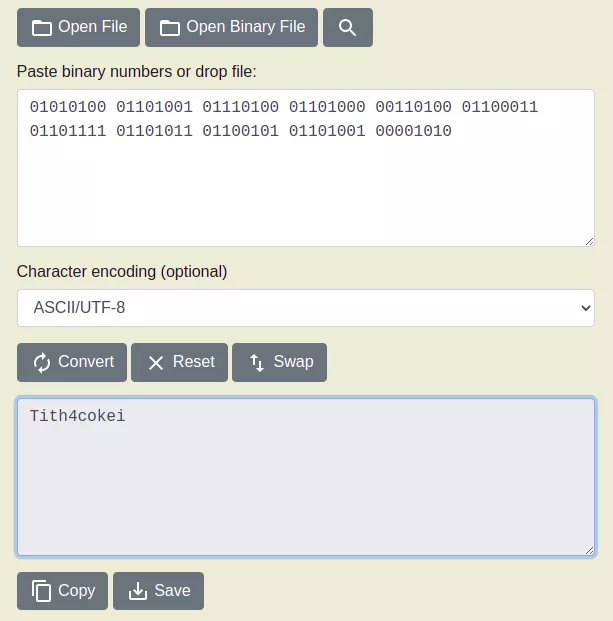 Open File Open Binary File
Paste binary numbers or drop file:
01010100 01101001 01110100 01101000 00110100 01100011
01101111 01101011 01100101 01101001 00001010
Character encoding (optional)
ASCII/UTF-8
Convert Reset Swap
Tith4cokei
Copy Save